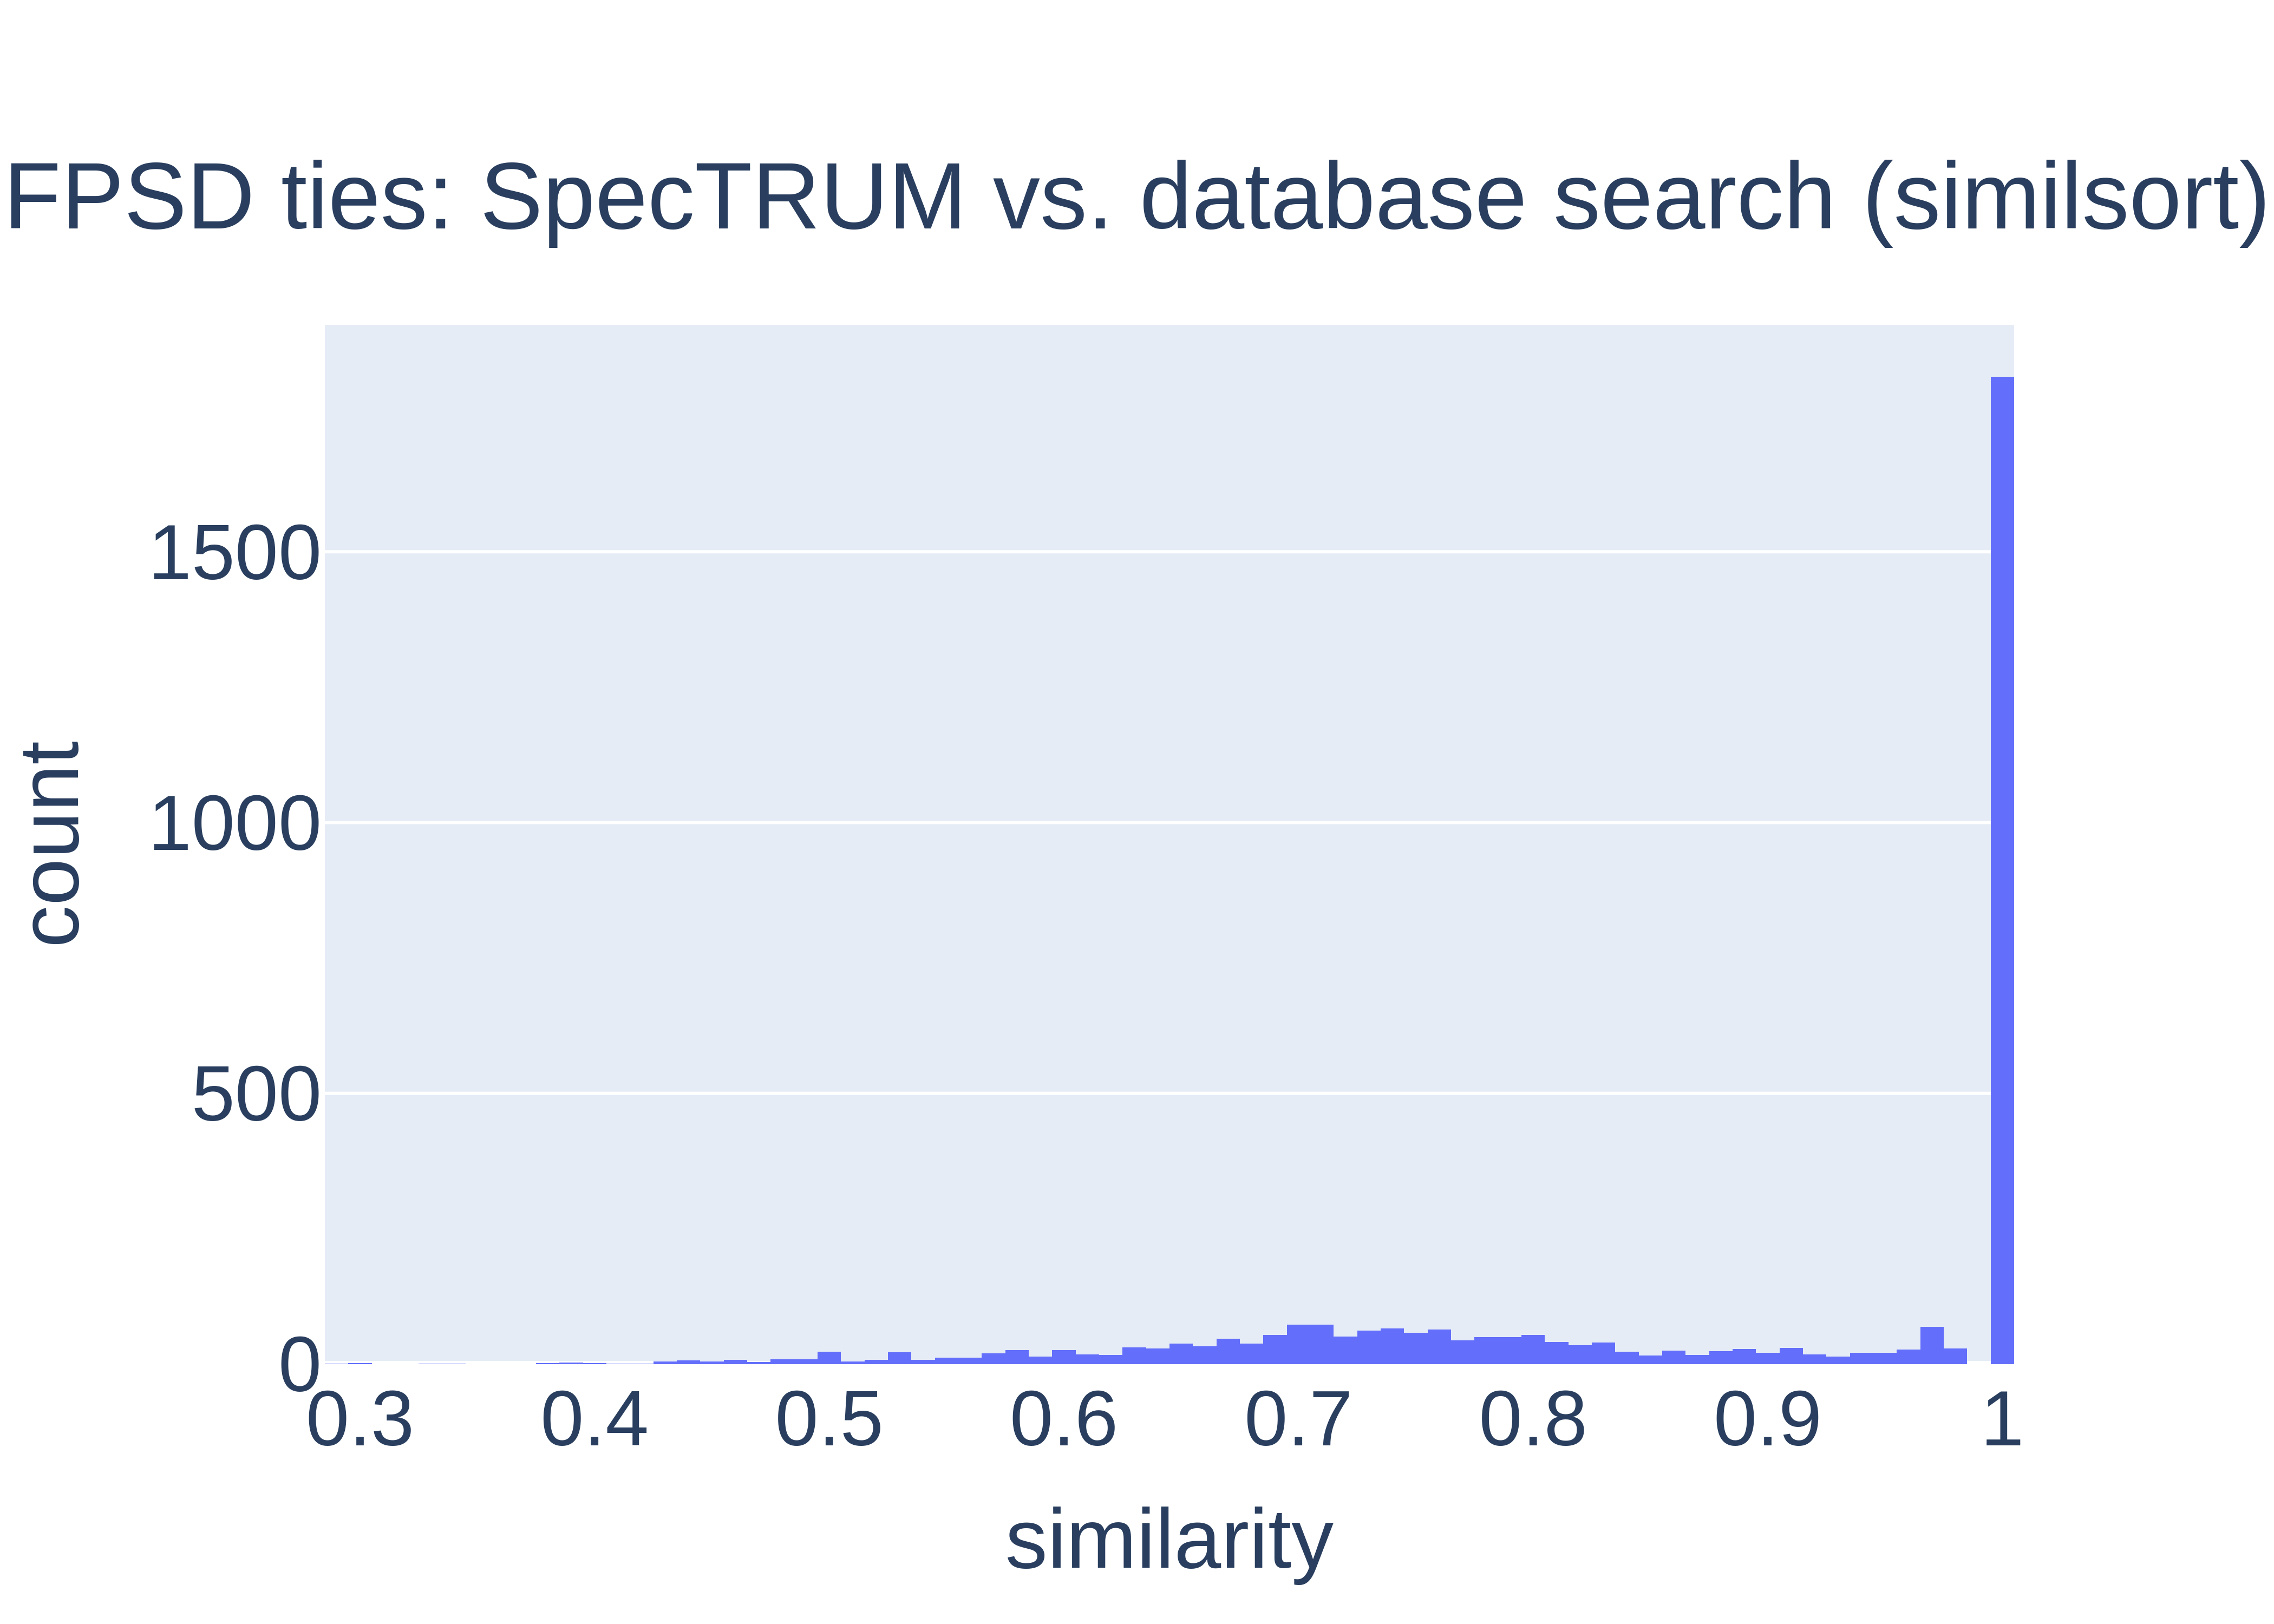 FPSD ties: SpecTRUM vs. database search (similsort)
1500
1000
500
0
count
0.3 0.4 0.5 0.6 0.7 0.8 0.9 1
similarity